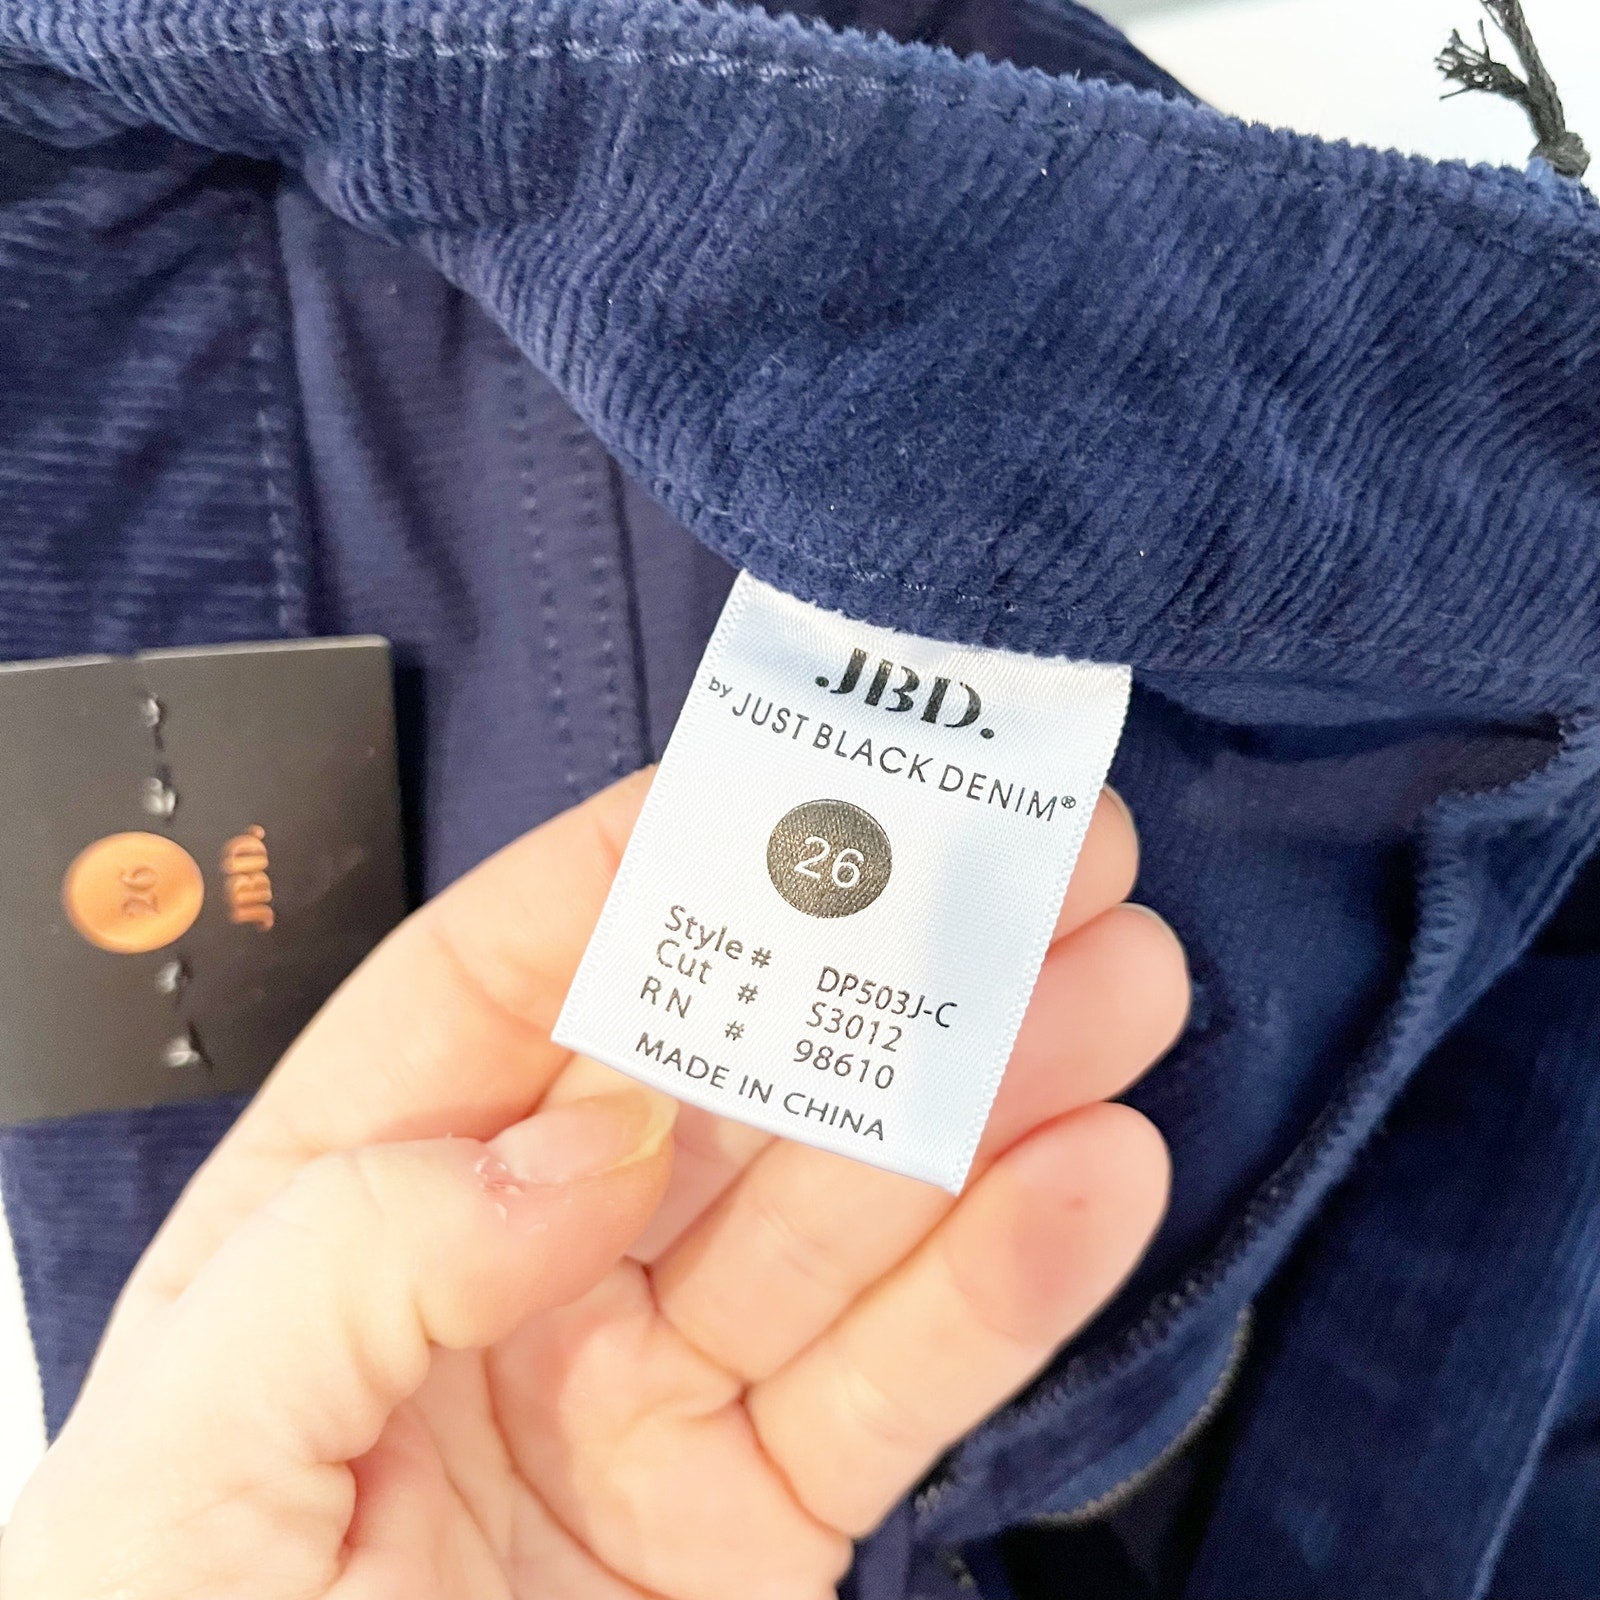 .JBD.
by JUST BLACK DENIM®
26
Style # DP503J-C
Cut # S3012
RN # 98610
MADE IN CHINA
26
JBD.